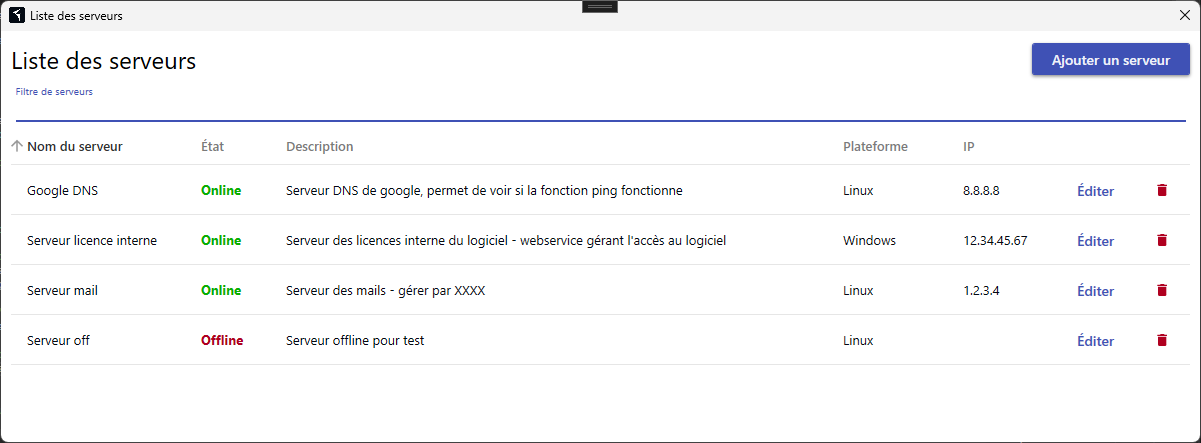 Liste des serveurs
Liste des serveurs
Ajouter un serveur
Filtre de serveurs
Nom du serveur État Description Plateforme IP
Google DNS Online Serveur DNS de google, permet de voir si la fonction ping fonctionne Linux 8.8.8.8 Éditer
Serveur licence interne Online Serveur des licences interne du logiciel - webservice gérant l'accès au logiciel Windows 12.34.45.67 Éditer
Serveur mail Online Serveur des mails - gérer par XXXX Linux 1.2.3.4 Éditer
Serveur off Offline Serveur offline pour test Linux Éditer